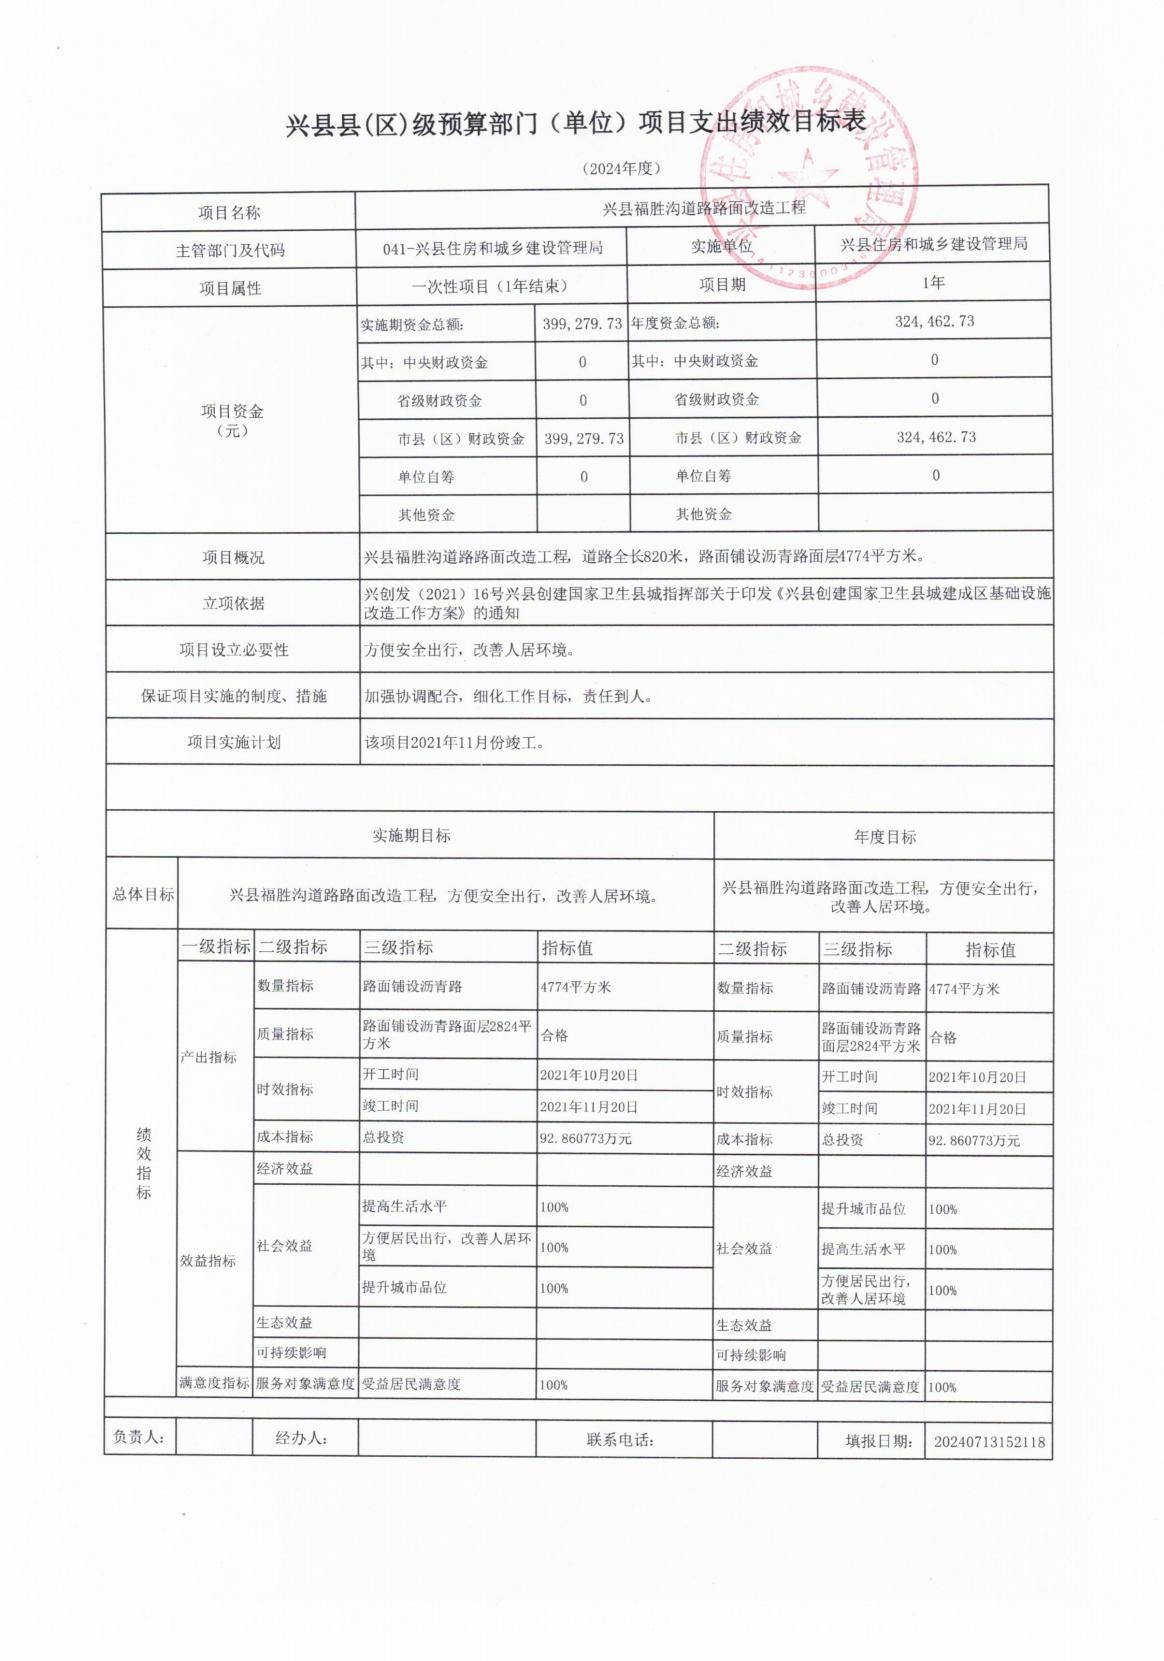 兴县县(区)级预算部门（单位）项目支出绩效目标表
（2024年度）
项目名称 兴县福胜沟道路路面改造工程
主管部门及代码 041-兴县住房和城乡建设管理局 实施单位 兴县住房和城乡建设管理局
项目属性 一次性项目（1年结束） 项目期 1年
项目资金
（元）
实施期资金总额: 399,279.73 年度资金总额: 324,462.73
其中: 中央财政资金 0 其中: 中央财政资金 0
省级财政资金 0 省级财政资金 0
市县（区）财政资金 399,279.73 市县（区）财政资金 324,462.73
单位自筹 0 单位自筹 0
其他资金 其他资金
项目概况 兴县福胜沟道路路面改造工程，道路全长820米，路面铺设沥青路面层4774平方米。
立项依据 兴创发（2021）16号兴县创建国家卫生县城指挥部关于印发《兴县创建国家卫生县城建成区基础设施
改造工作方案》的通知
项目设立必要性 方便安全出行，改善人居环境。
保证项目实施的制度、措施 加强协调配合，细化工作目标，责任到人。
项目实施计划 该项目2021年11月份竣工。
实施期目标 年度目标
总体目标 兴县福胜沟道路路面改造工程，方便安全出行，改善人居环境。 兴县福胜沟道路路面改造工程，方便安全出行，
改善人居环境。
绩效指标
一级指标 二级指标 三级指标 指标值 二级指标 三级指标 指标值
产出指标
数量指标 路面铺设沥青路 4774平方米 数量指标 路面铺设沥青路 4774平方米
质量指标 路面铺设沥青路面层2824平
方米 合格 质量指标 路面铺设沥青路
面层2824平方米 合格
时效指标 开工时间 2021年10月20日 时效指标 开工时间 2021年10月20日
竣工时间 2021年11月20日 竣工时间 2021年11月20日
成本指标 总投资 92.860773万元 成本指标 总投资 92.860773万元
效益指标
经济效益 经济效益
社会效益 提高生活水平 100% 社会效益 提升城市品位 100%
方便居民出行，改善人居环
境 100% 提高生活水平 100%
提升城市品位 100% 方便居民出行，
改善人居环境 100%
生态效益 生态效益
可持续影响 可持续影响
满意度指标 服务对象满意度 受益居民满意度 100% 服务对象满意度 受益居民满意度 100%
负责人: 经办人: 联系电话: 填报日期: 20240713152118
兴县住房和城乡建设管理局